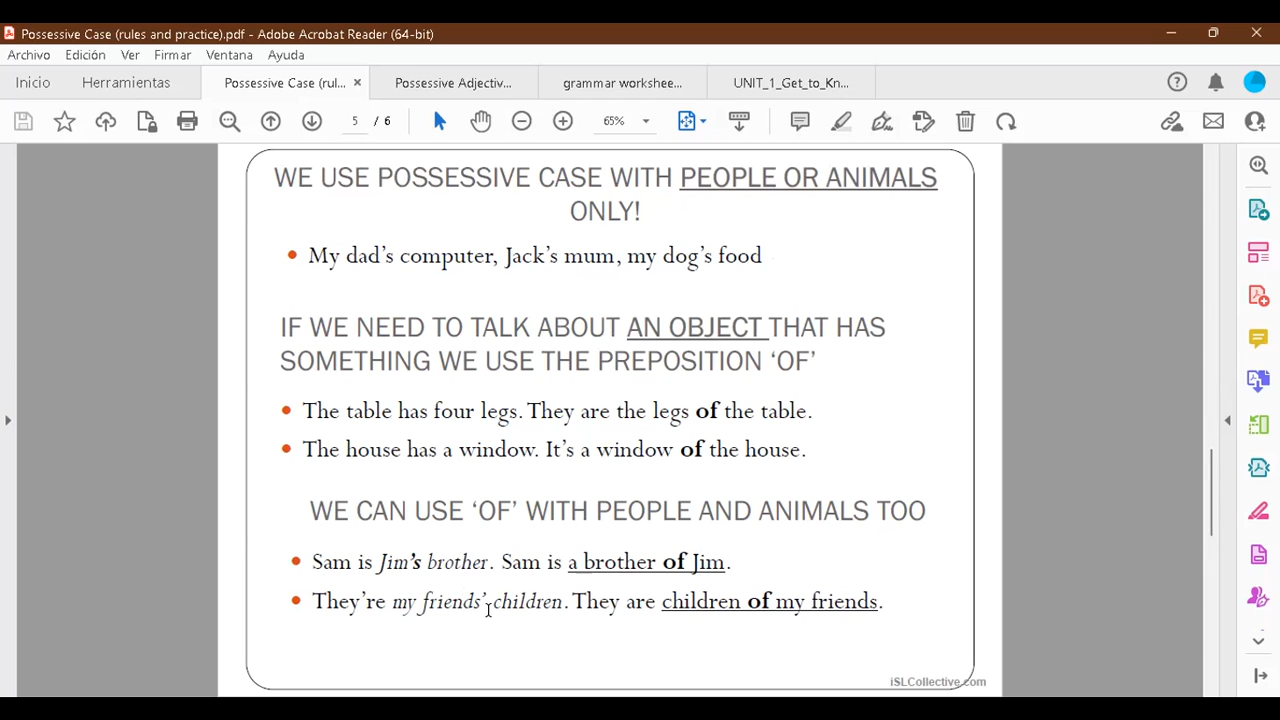 Possessive Case (rules and practice).pdf - Adobe Acrobat Reader (64-bit)
Archivo Edición Ver Firmar Ventana Ayuda
Inicio Herramientas Possessive Case (rul... × Possessive Adjectiv... grammar workshee... UNIT_1_Get_to_Kn...
5 / 6 65%
WE USE POSSESSIVE CASE WITH PEOPLE OR ANIMALS
ONLY!
• My dad's computer, Jack's mum, my dog's food
IF WE NEED TO TALK ABOUT AN OBJECT THAT HAS
SOMETHING WE USE THE PREPOSITION 'OF'
• The table has four legs. They are the legs of the table.
• The house has a window. It's a window of the house.
WE CAN USE 'OF' WITH PEOPLE AND ANIMALS TOO
• Sam is Jim's brother. Sam is a brother of Jim.
• They're my friends' children. They are children of my friends.
iSLCollective.com